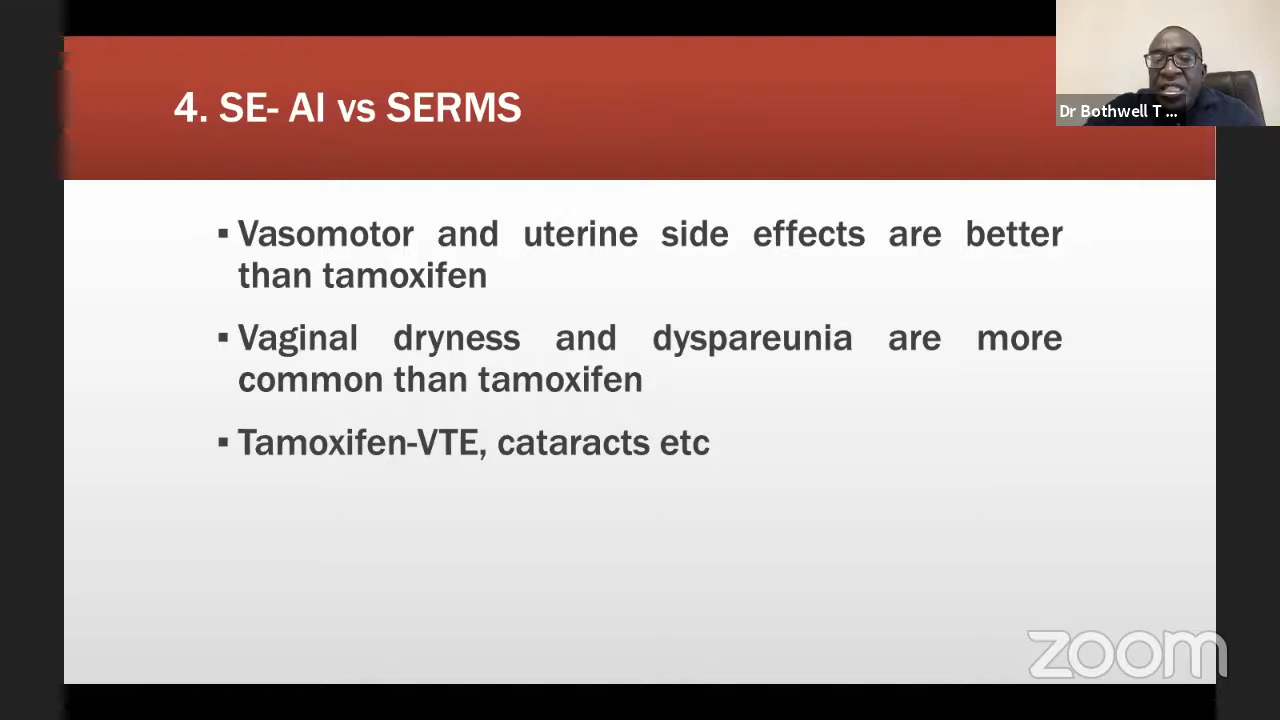 4. SE- AI vs SERMS
Dr Bothwell T ...
▪ Vasomotor and uterine side effects are better
than tamoxifen
▪ Vaginal dryness and dyspareunia are more
common than tamoxifen
▪ Tamoxifen-VTE, cataracts etc
zoom